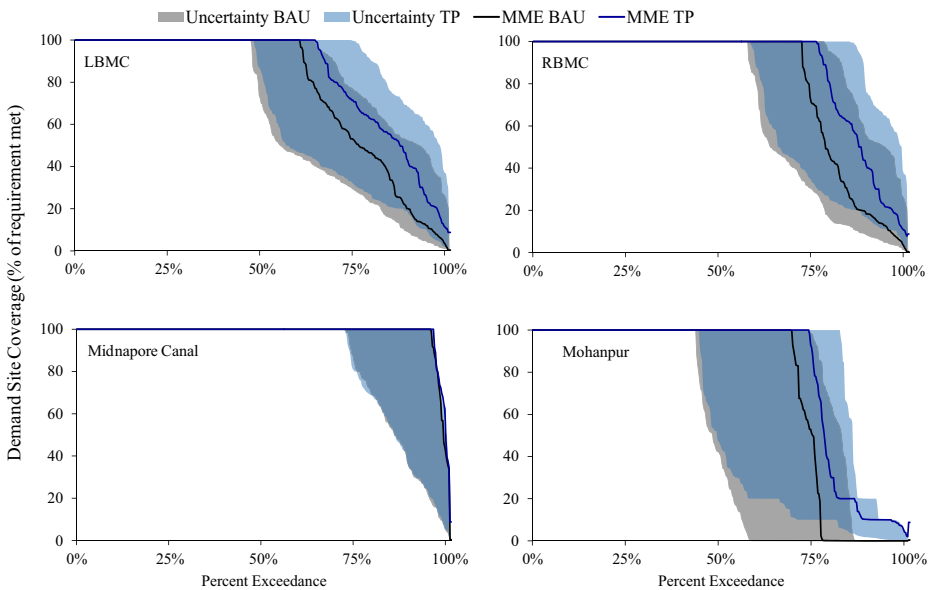 Uncertainty BAU Uncertainty TP MME BAU MME TP
Demand Site Coverage (% of requirement met)
100
80
60
40
20
0
LBMC
0% 25% 50% 75% 100%
100
80
60
40
20
0
RBMC
0% 25% 50% 75% 100%
100
80
60
40
20
0
Midnapore Canal
0% 25% 50% 75% 100%
Percent Exceedance
100
80
60
40
20
0
Mohanpur
0% 25% 50% 75% 100%
Percent Exceedance